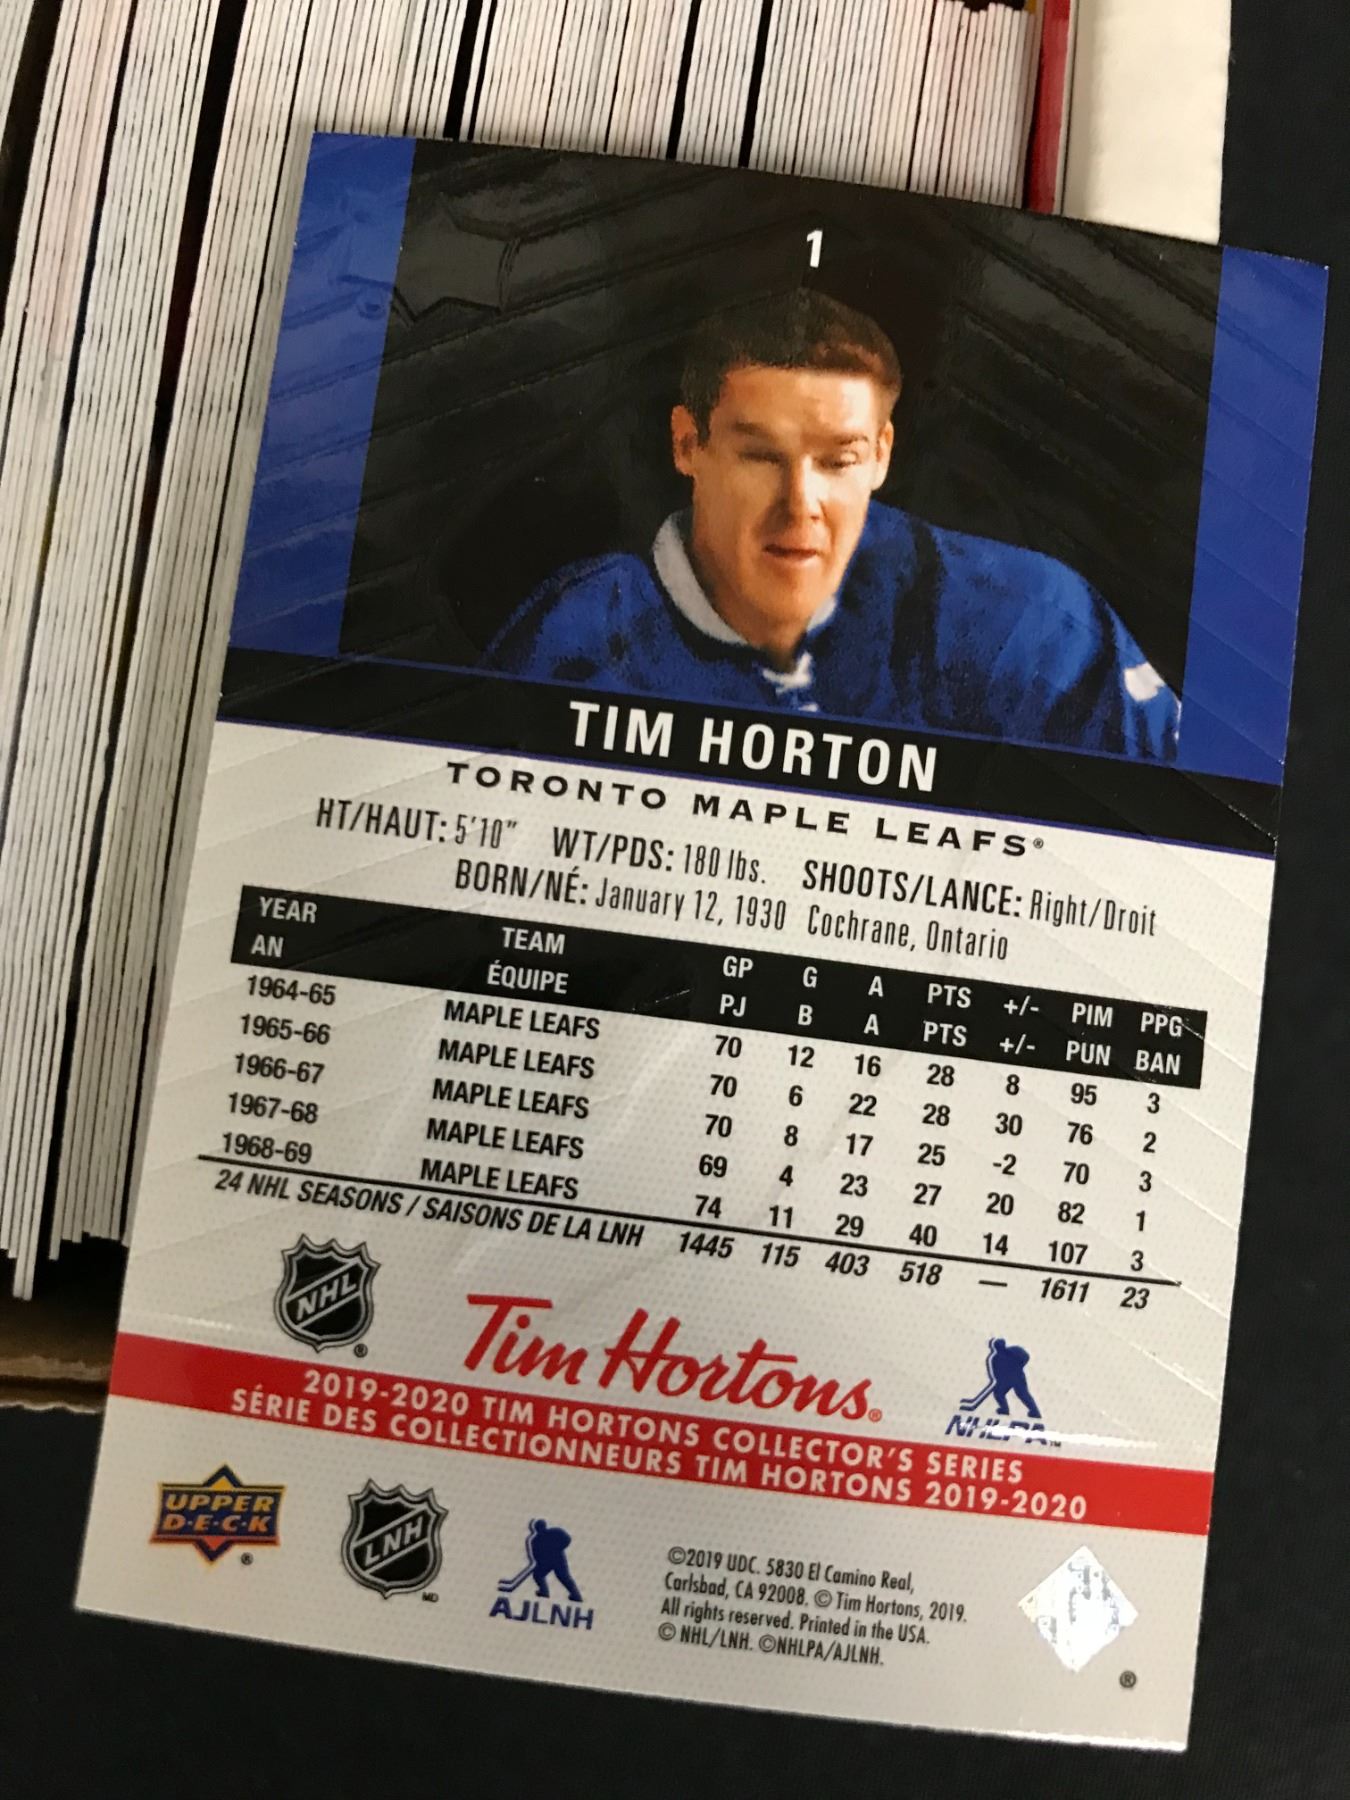 1
TIM HORTON
TORONTO MAPLE LEAFS®
HT/HAUT: 5'10" WT/PDS: 180 lbs. SHOOTS/LANCE: Right/Droit
BORN/NÉ: January 12, 1930 Cochrane, Ontario
YEAR TEAM GP G A PTS +/- PIM PPG
AN ÉQUIPE PJ B A PTS +/- PUN BAN
1964-65 MAPLE LEAFS 70 12 16 28 8 95 3
1965-66 MAPLE LEAFS 70 6 22 28 30 76 2
1966-67 MAPLE LEAFS 70 8 17 25 -2 70 3
1967-68 MAPLE LEAFS 69 4 23 27 20 82 1
1968-69 MAPLE LEAFS 74 11 29 40 14 107 3
24 NHL SEASONS / SAISONS DE LA LNH 1445 115 403 518 — 1611 23
NHL ®
Tim Hortons®
NHLPA™
2019-2020 TIM HORTONS COLLECTOR'S SERIES
SÉRIE DES COLLECTIONNEURS TIM HORTONS 2019-2020
UPPER
D·E·C·K ®
LNH MD
AJLNH
©2019 UDC. 5830 El Camino Real,
Carlsbad, CA 92008. © Tim Hortons, 2019.
All rights reserved. Printed in the USA.
© NHL/LNH. ©NHLPA/AJLNH.
®